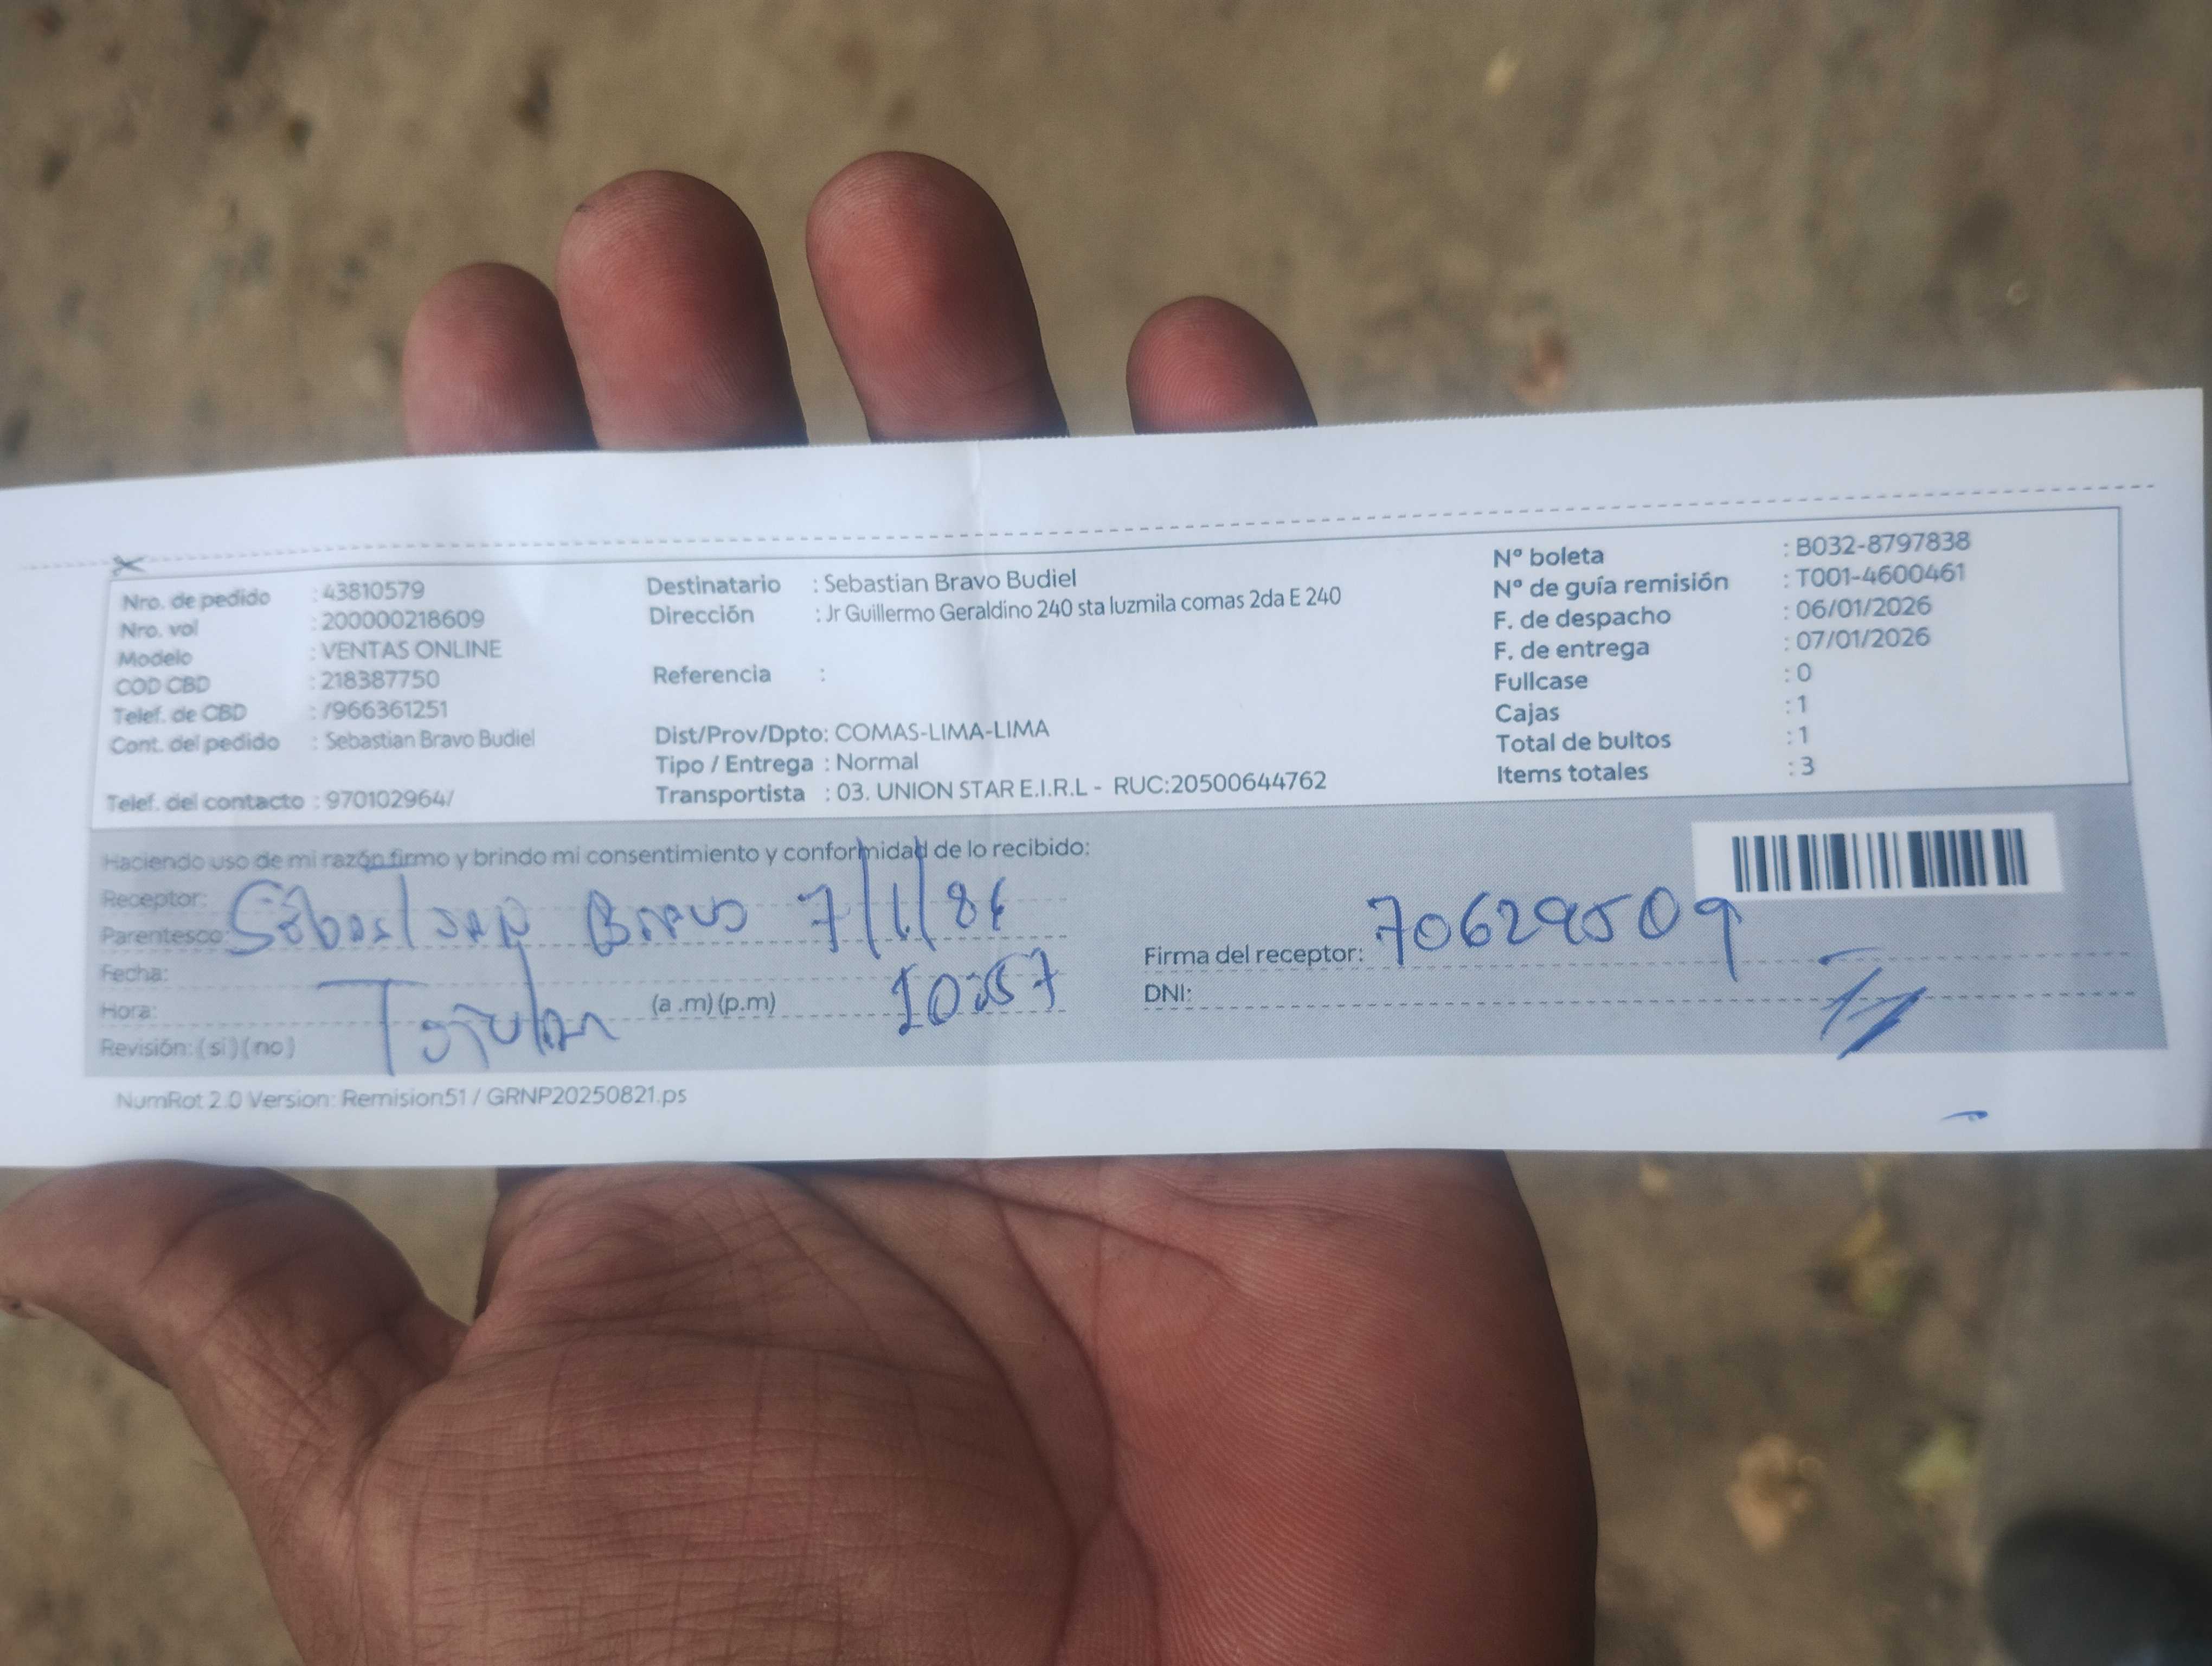 Nro. de pedido : 43810579
Nro. vol : 200000218609
Modelo : VENTAS ONLINE
COD CBD : 218387750
Telef. de CBD : /966361251
Cont. del pedido : Sebastian Bravo Budiel
Telef. del contacto : 970102964/
Destinatario : Sebastian Bravo Budiel
Dirección : Jr Guillermo Geraldino 240 sta luzmila comas 2da E 240
Referencia :
Dist/Prov/Dpto: COMAS-LIMA-LIMA
Tipo / Entrega : Normal
Transportista : 03. UNION STAR E.I.R.L - RUC:20500644762
Nº boleta : B032-8797838
Nº de guía remisión : T001-4600461
F. de despacho : 06/01/2026
F. de entrega : 07/01/2026
Fullcase : 0
Cajas : 1
Total de bultos : 1
Items totales : 3
Haciendo uso de mi razón firmo y brindo mi consentimiento y conformidad de lo recibido:
Receptor:
Sebastian Bravo 7/1/
Parentesco:
Fecha:
Hora: (a .m) (p.m) 10:57
Titular
Revisión: (si) (no)
Firma del receptor: 70629509
DNI:
NumRot 2.0 Version: Remision51 / GRNP20250821.ps